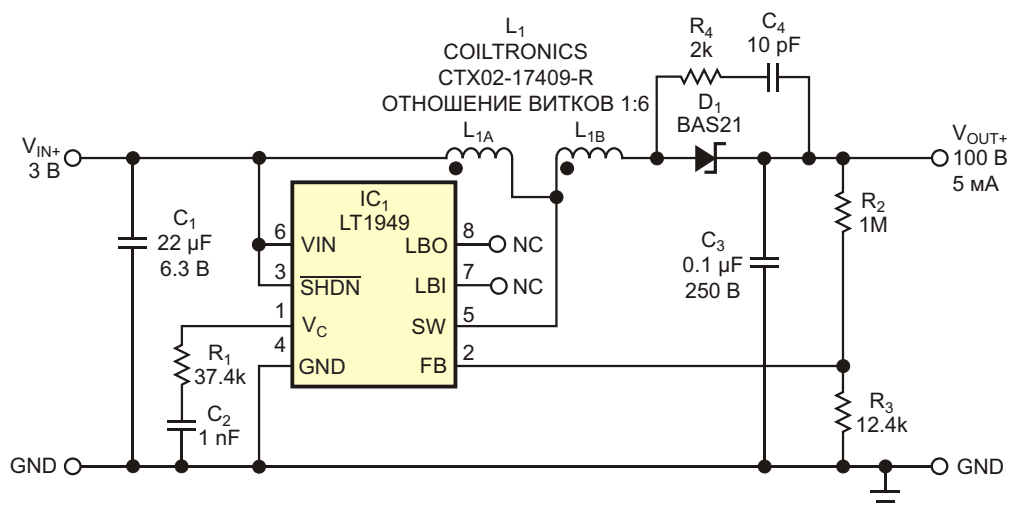 L1
COILTRONICS
CTX02-17409-R
ОТНОШЕНИЕ ВИТКОВ 1:6
L1A
L1B
R4
2k
C4
10 pF
D1
BAS21
VIN+
3 В
VOUT+
100 В
5 мА
C1
22 µF
6.3 В
IC1
LT1949
6
VIN
3
SHDN
1
VC
4
GND
LBO
8
NC
LBI
7
NC
SW
5
FB
2
R1
37.4k
C2
1 nF
C3
0.1 µF
250 В
R2
1M
R3
12.4k
GND
GND